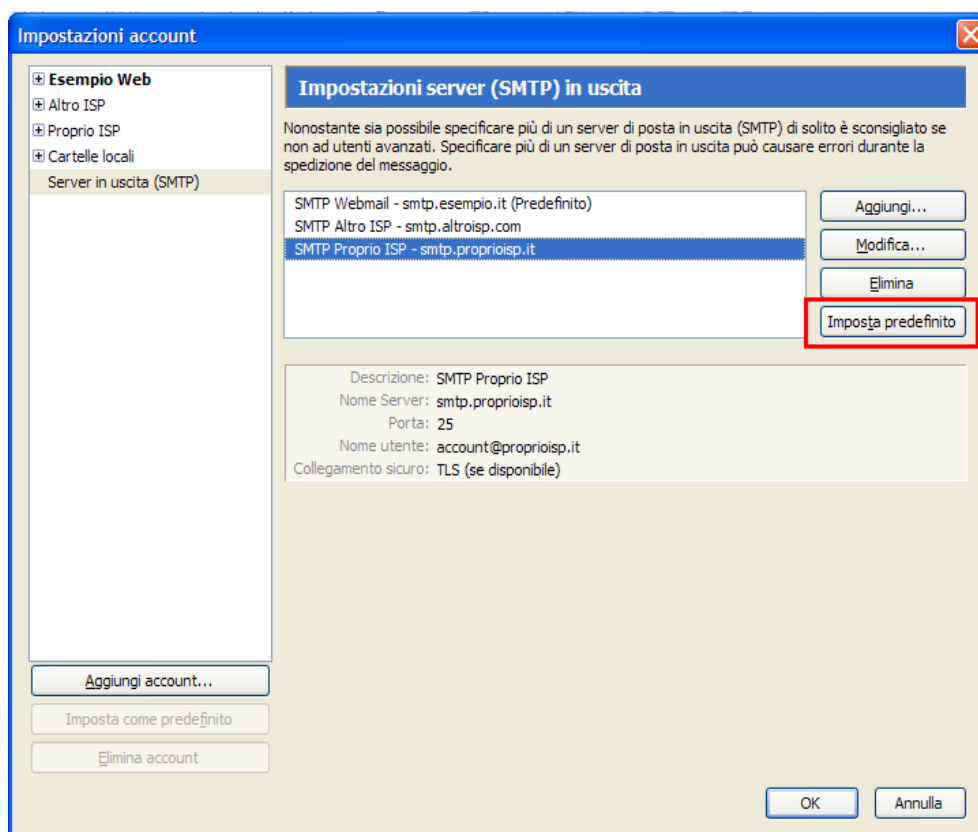 Impostazioni account
Esempio Web
Altro ISP
Proprio ISP
Cartelle locali
Server in uscita (SMTP)
Aggiungi account...
Imposta come predefinito
Elimina account
Impostazioni server (SMTP) in uscita
Nonostante sia possibile specificare più di un server di posta in uscita (SMTP) di solito è sconsigliato se
non ad utenti avanzati. Specificare più di un server di posta in uscita può causare errori durante la
spedizione del messaggio.
SMTP Webmail - smtp.esempio.it (Predefinito)
SMTP Altro ISP - smtp.altroisp.com
SMTP Proprio ISP - smtp.proprioisp.it
Aggiungi...
Modifica...
Elimina
Imposta predefinito
Descrizione: SMTP Proprio ISP
Nome Server: smtp.proprioisp.it
Porta: 25
Nome utente: account@proprioisp.it
Collegamento sicuro: TLS (se disponibile)
OK
Annulla